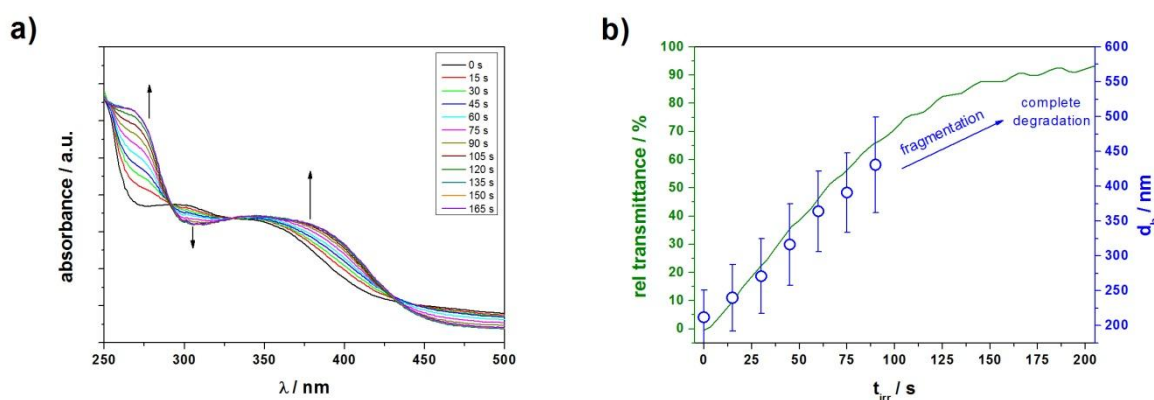 a)
absorbance / a.u.
0 s
15 s
30 s
45 s
60 s
75 s
90 s
105 s
120 s
135 s
150 s
165 s
250 300 350 400 450 500
λ / nm
b)
rel transmittance / %
100
90
80
70
60
50
40
30
20
10
0
fragmentation
complete
degradation
600
550
500
450
400
350
300
250
200
d_h / nm
0 25 50 75 100 125 150 175 200
t_irr / s